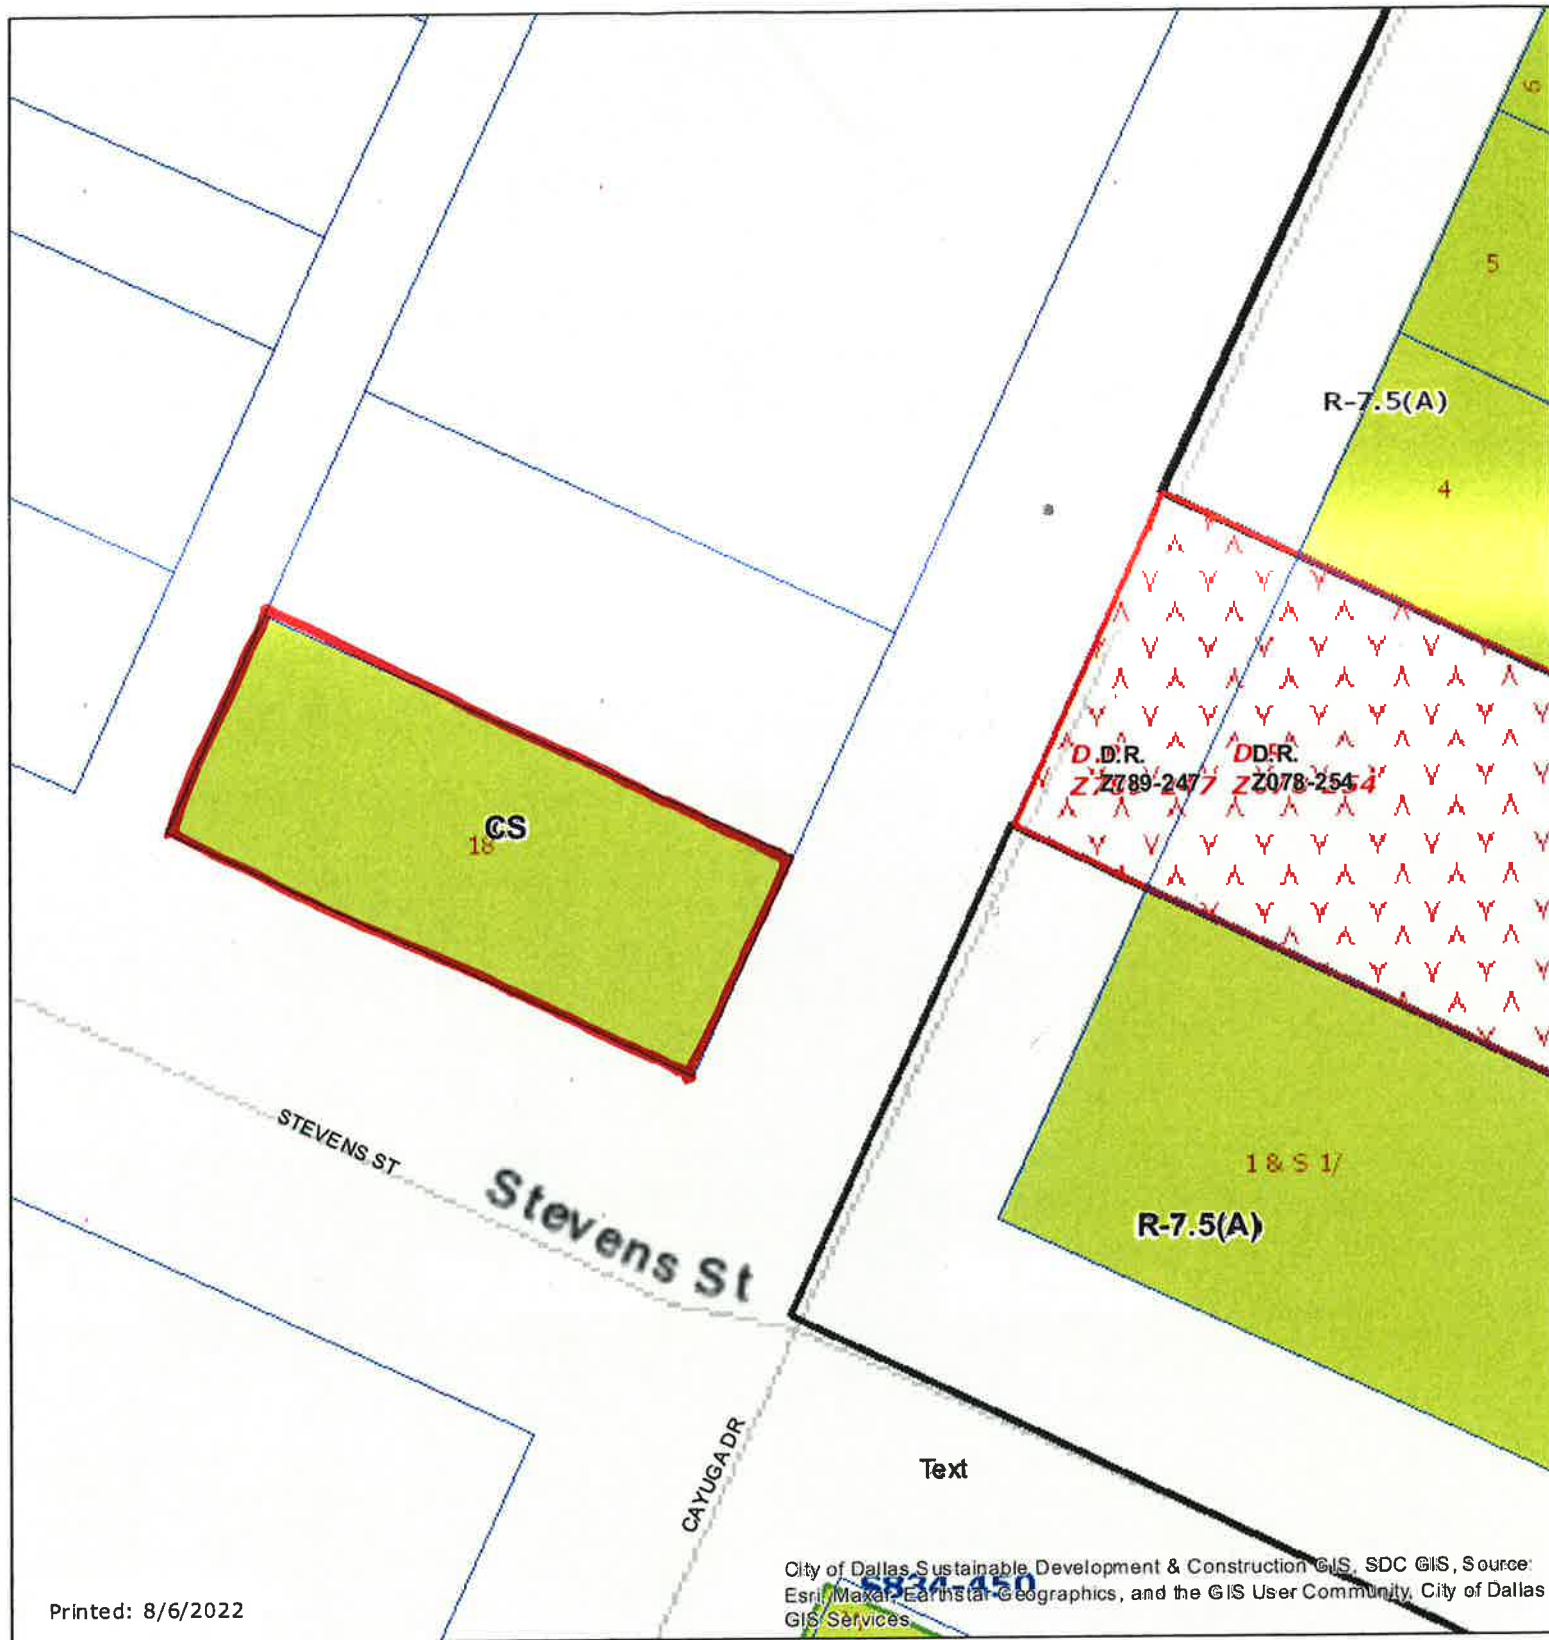 6
5
R-7.5(A)
4
D.R.
Z789-247
D.R.
Z078-254
CS
18
STEVENS ST
Stevens St
1 & S 1/
R-7.5(A)
CAYUGA DR
Text
S834-450
City of Dallas Sustainable Development & Construction GIS, SDC GIS, Source:
Esri, Maxar, Earthstar Geographics, and the GIS User Community, City of Dallas
GIS Services.
Printed: 8/6/2022